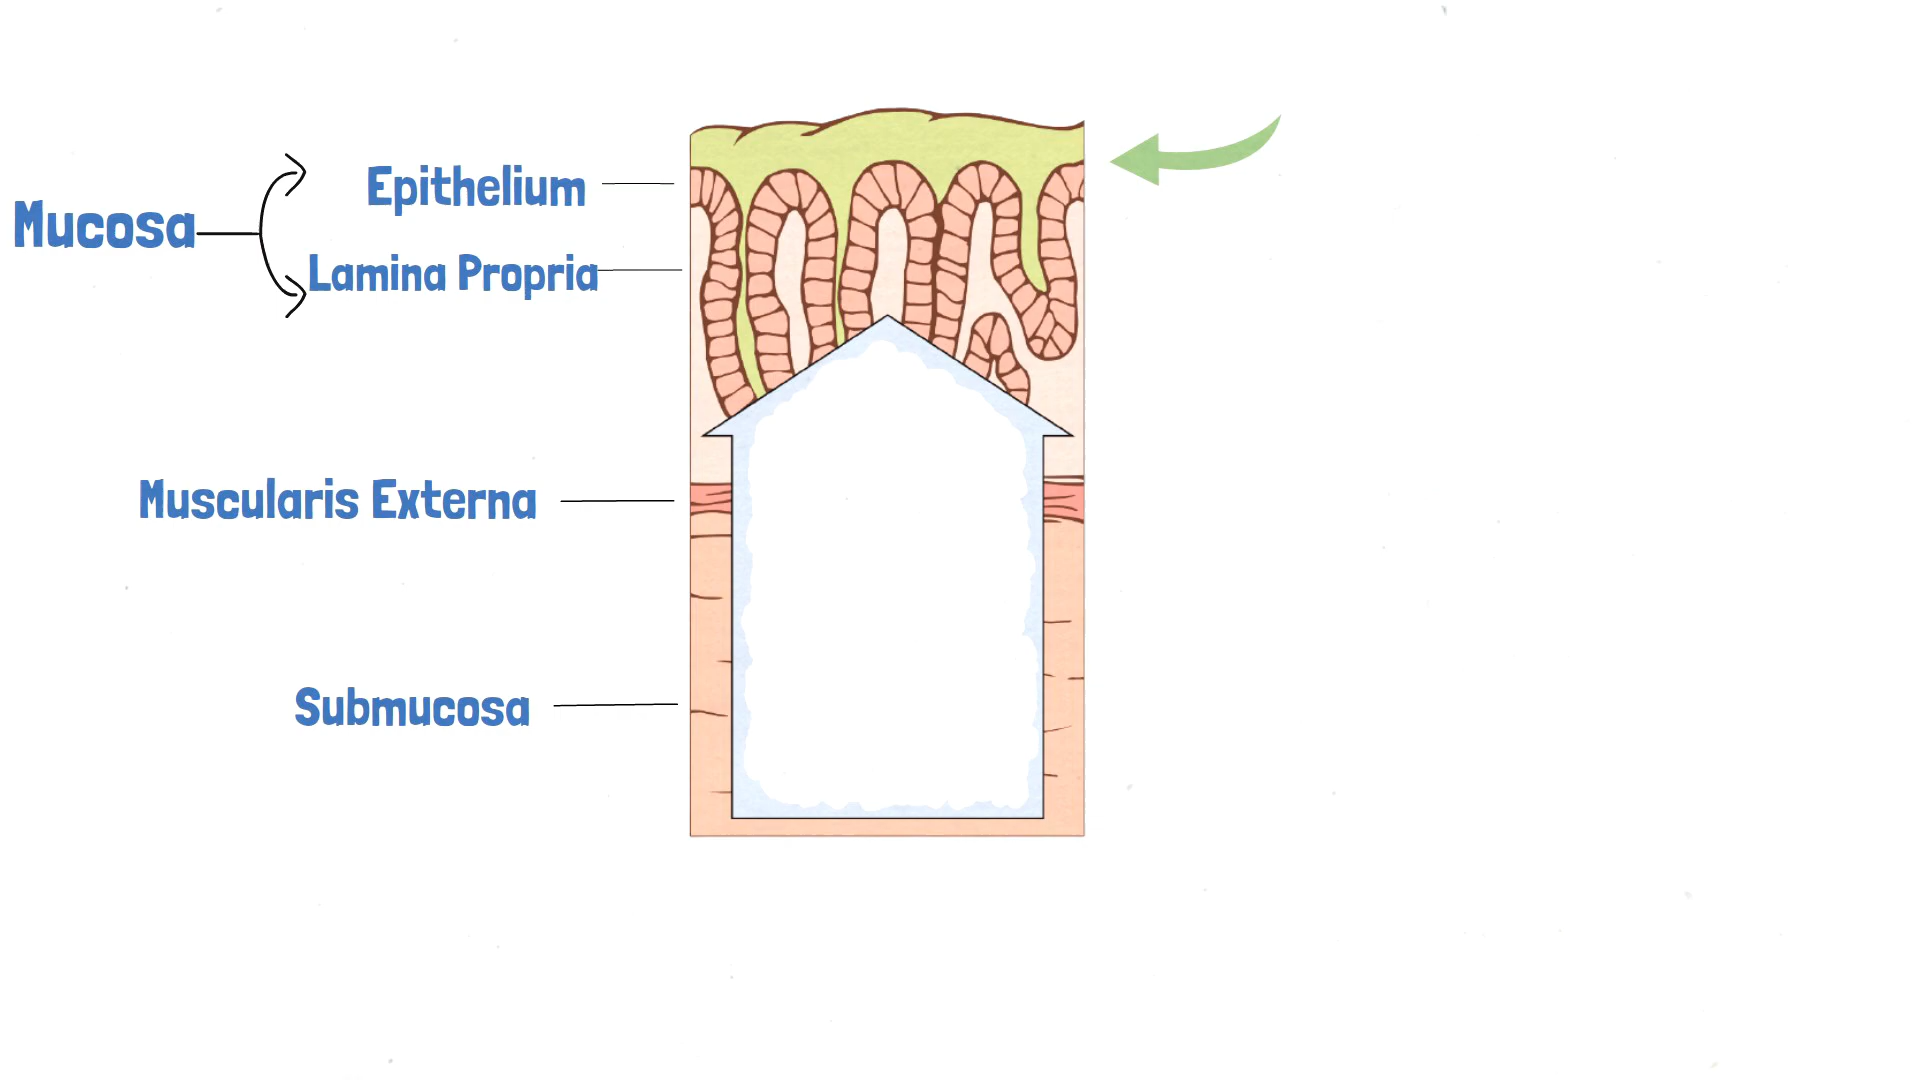 Mucosa
Epithelium
Lamina Propria
Muscularis Externa
Submucosa